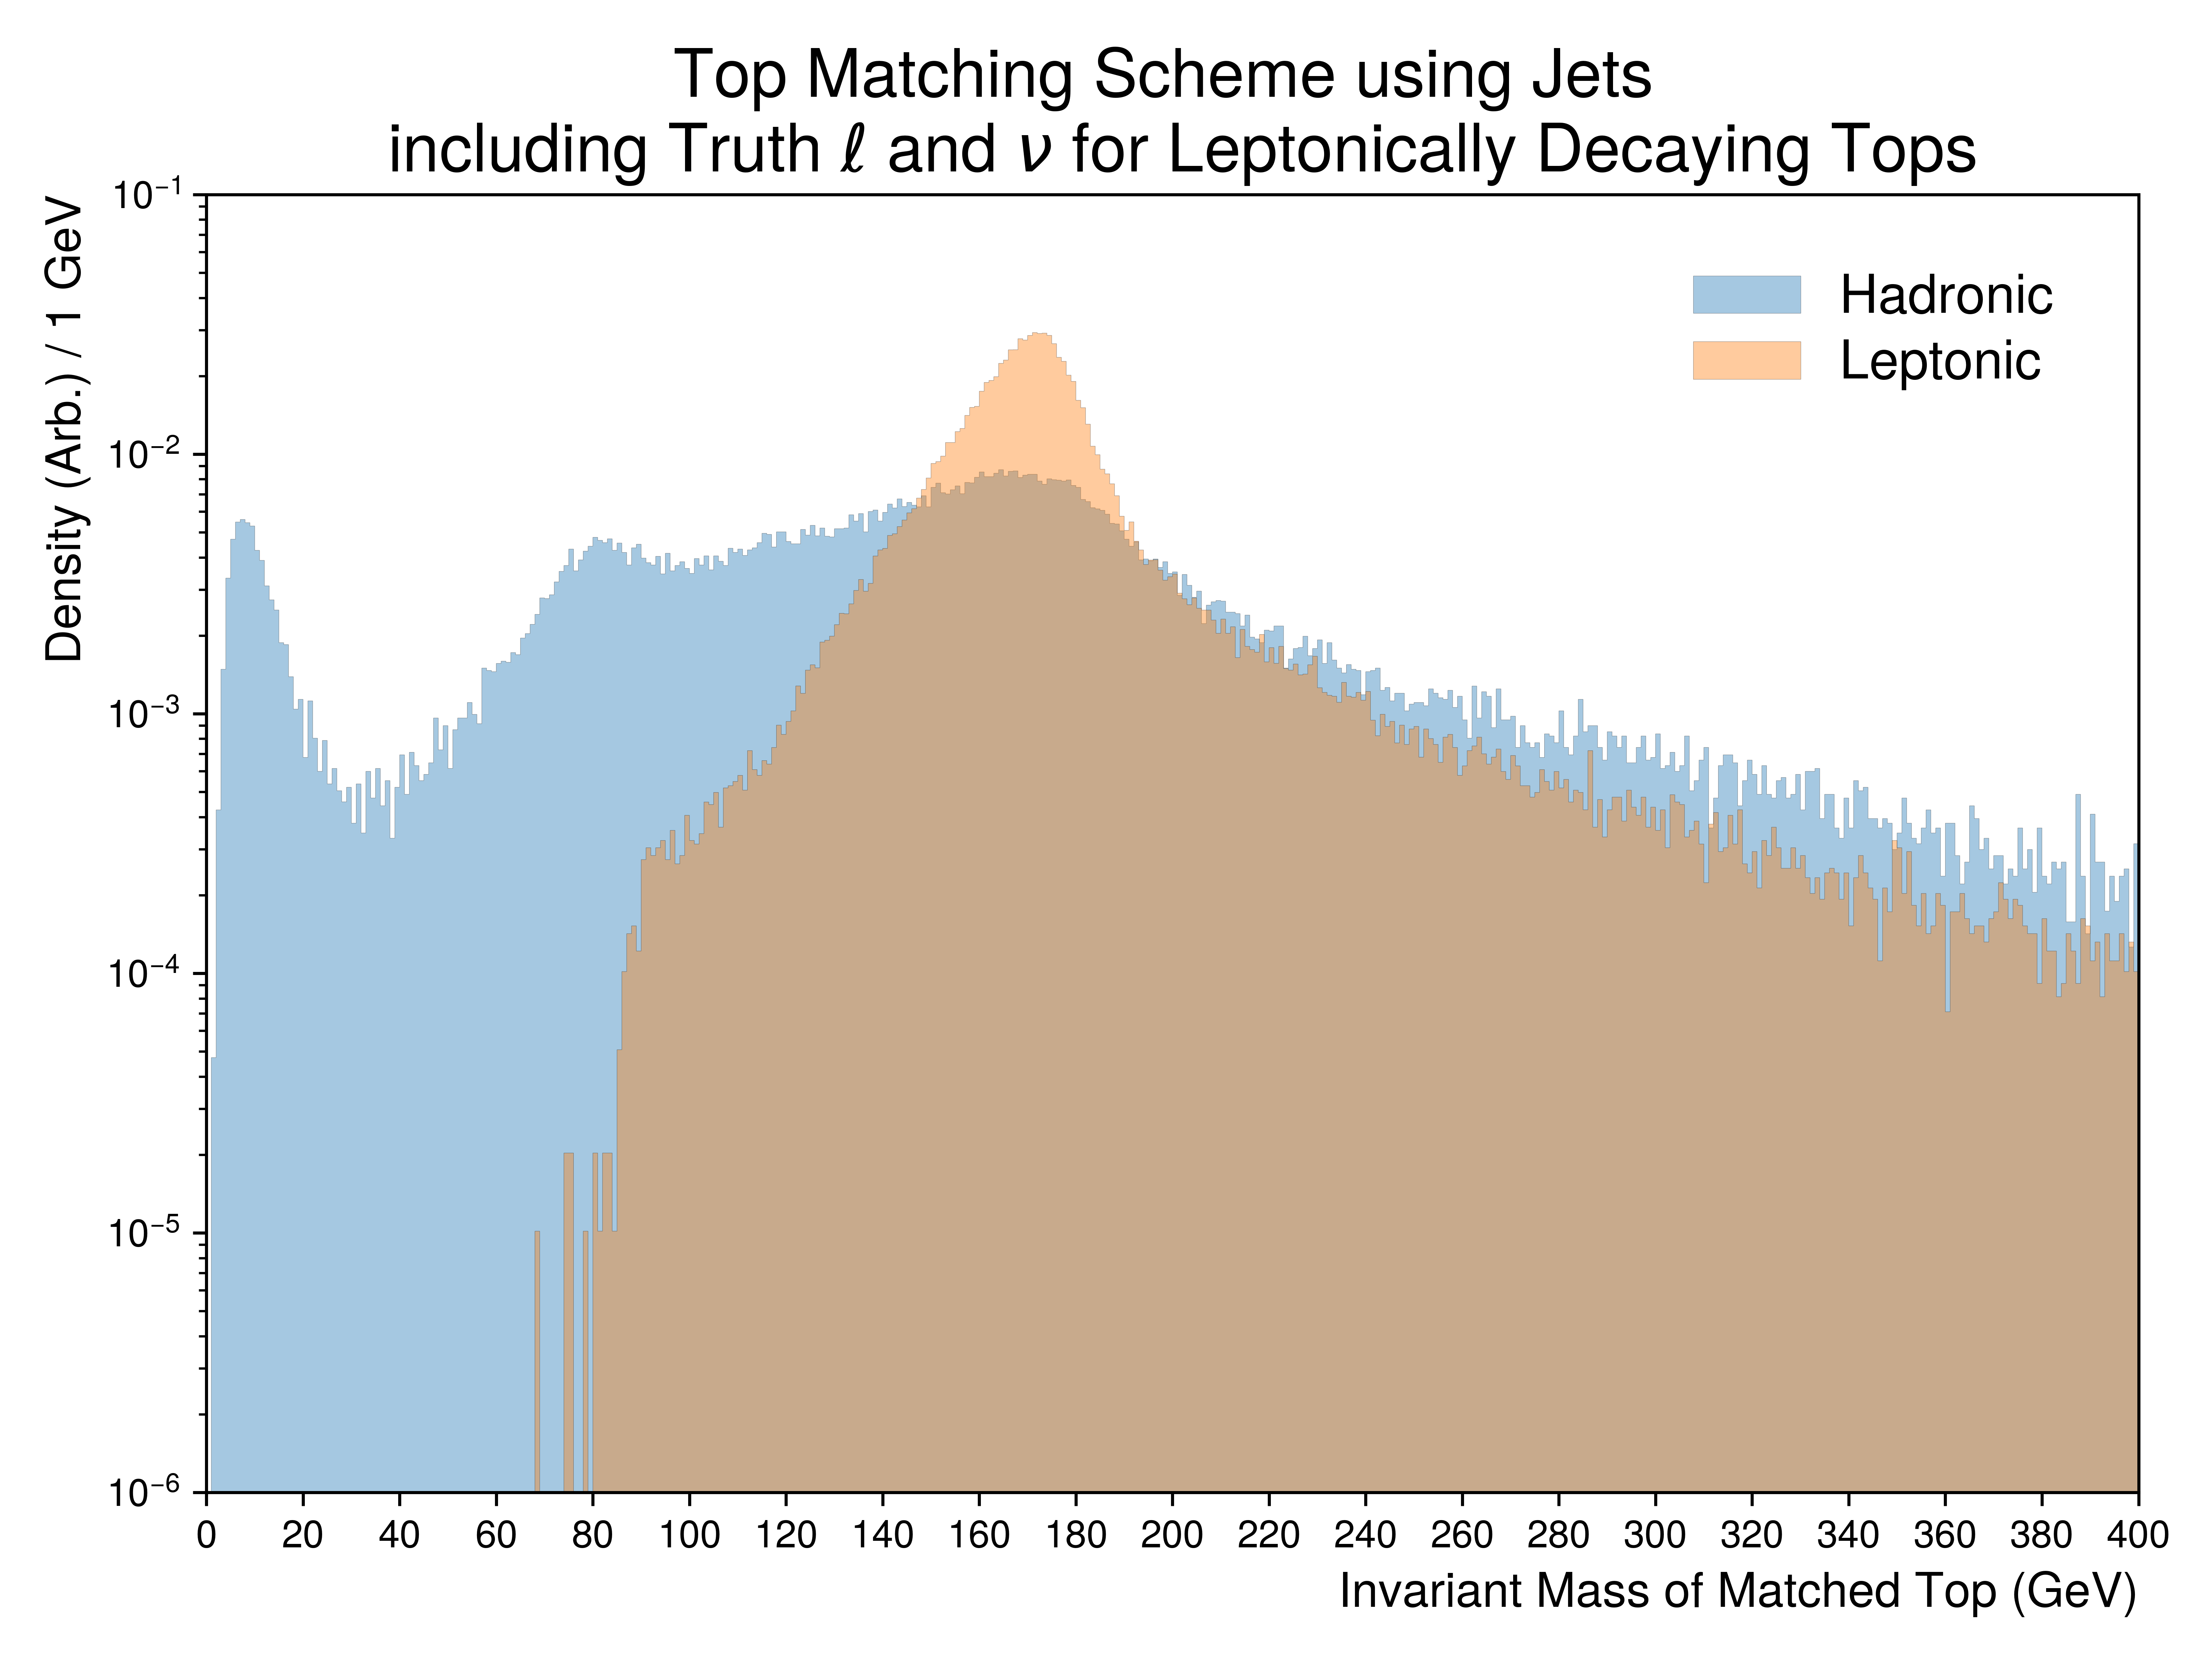 Top Matching Scheme using Jets
including Truth ℓ and ν for Leptonically Decaying Tops
Density (Arb.) / 1 GeV
10⁻¹
10⁻²
10⁻³
10⁻⁴
10⁻⁵
10⁻⁶
Hadronic
Leptonic
0 20 40 60 80 100 120 140 160 180 200 220 240 260 280 300 320 340 360 380 400
Invariant Mass of Matched Top (GeV)